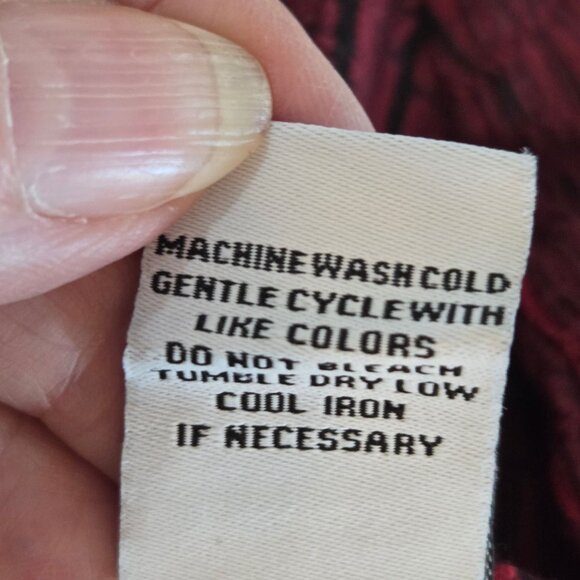 MACHINE WASH COLD
GENTLE CYCLE WITH
LIKE COLORS
DO NOT BLEACH
TUMBLE DRY LOW
COOL IRON
IF NECESSARY